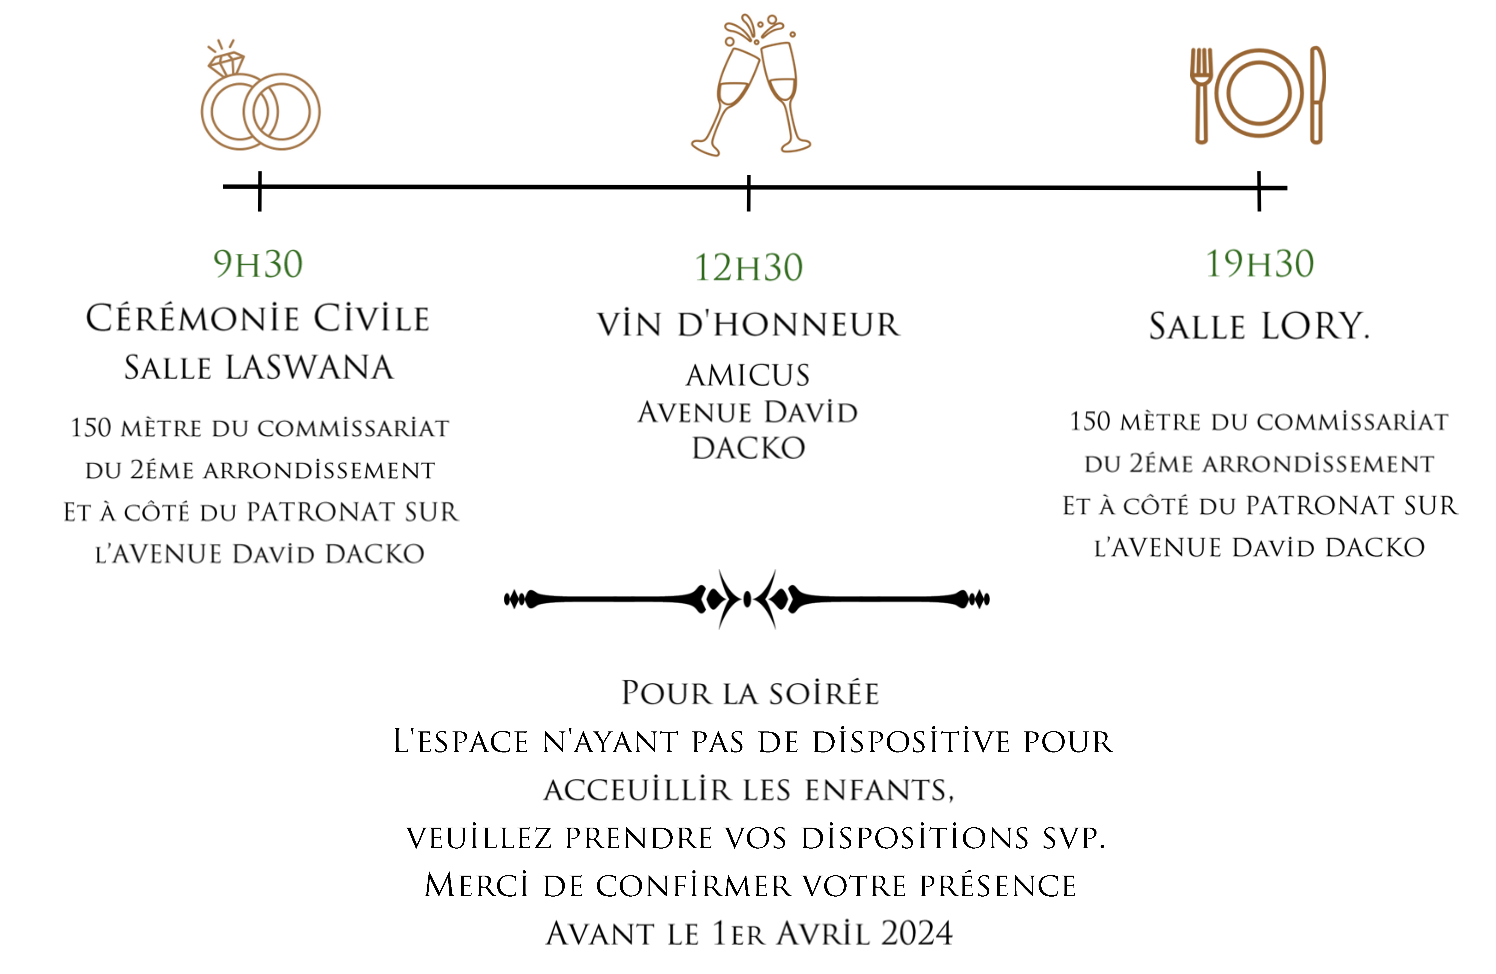 9H30
Cérémonie Civile
Salle LASWANA
150 mètre du commissariat
du 2éme arrondissement
Et à côté du PATRONAT SUR
l’AVENUE David DACKO
12H30
vin d'honneur
AMICUS
Avenue David
DACKO
19H30
Salle LORY.
150 mètre du commissariat
du 2éme arrondissement
Et à côté du PATRONAT SUR
l’AVENUE David DACKO
Pour la soirée
L'espace n'ayant pas de dispositive pour
acceuillir les enfants,
veuillez prendre vos dispositions svp.
Merci de confirmer votre présence
Avant le 1er Avril 2024